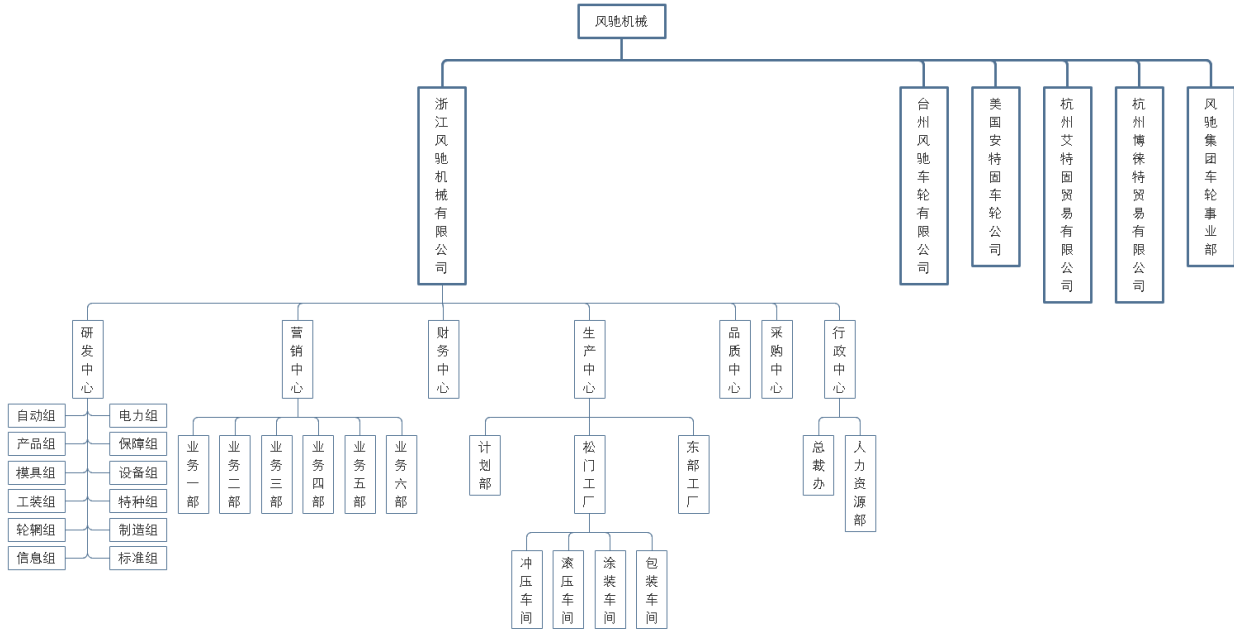 风驰机械
浙江风驰机械有限公司
台州风驰车轮有限公司
美国安特固车轮公司
杭州艾特固贸易有限公司
杭州博徕特贸易有限公司
风驰集团车轮事业部
研发中心
营销中心
财务中心
生产中心
品质中心
采购中心
行政中心
自动组
电力组
产品组
保障组
模具组
设备组
工装组
特种组
轮辋组
制造组
信息组
标准组
业务一部
业务二部
业务三部
业务四部
业务五部
业务六部
计划部
松门工厂
东部工厂
总裁办
人力资源部
冲压车间
滚压车间
涂装车间
包装车间